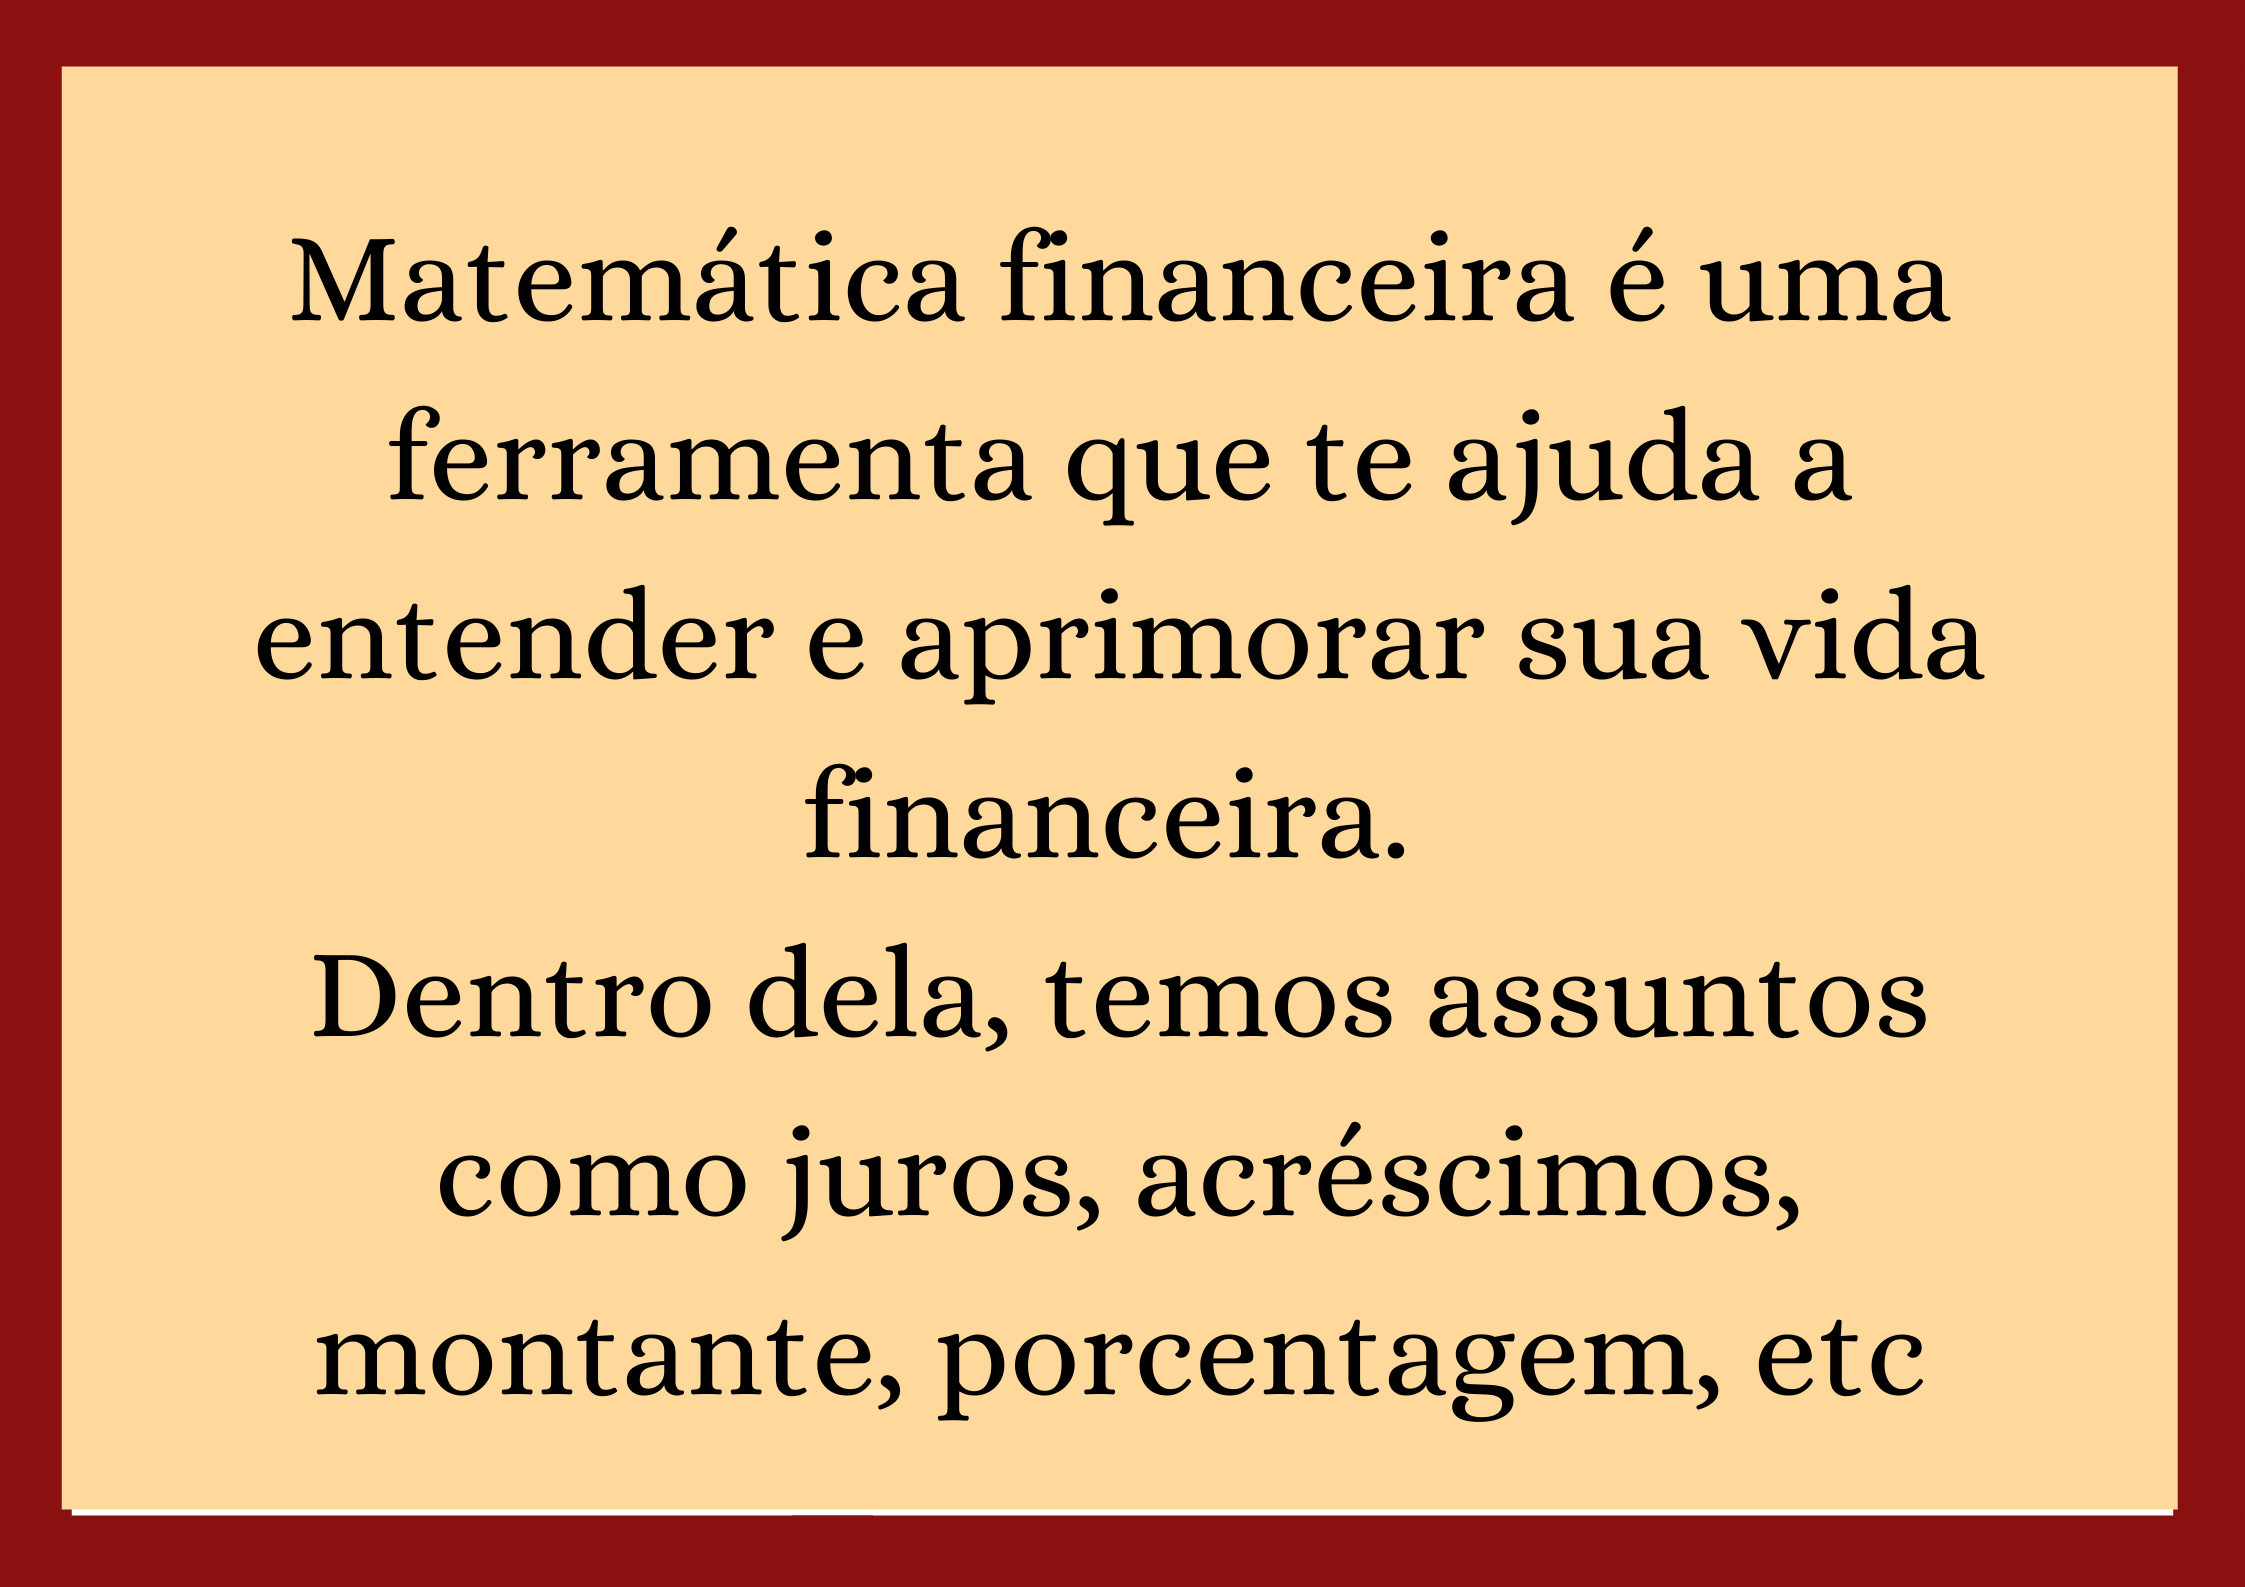 Matemática financeira é uma
ferramenta que te ajuda a
entender e aprimorar sua vida
financeira.
Dentro dela, temos assuntos
como juros, acréscimos,
montante, porcentagem, etc